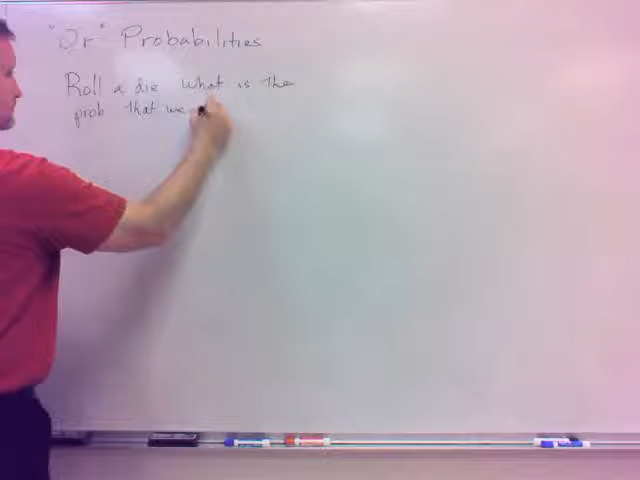 "Or" Probabilities
Roll a die What is the
prob that we